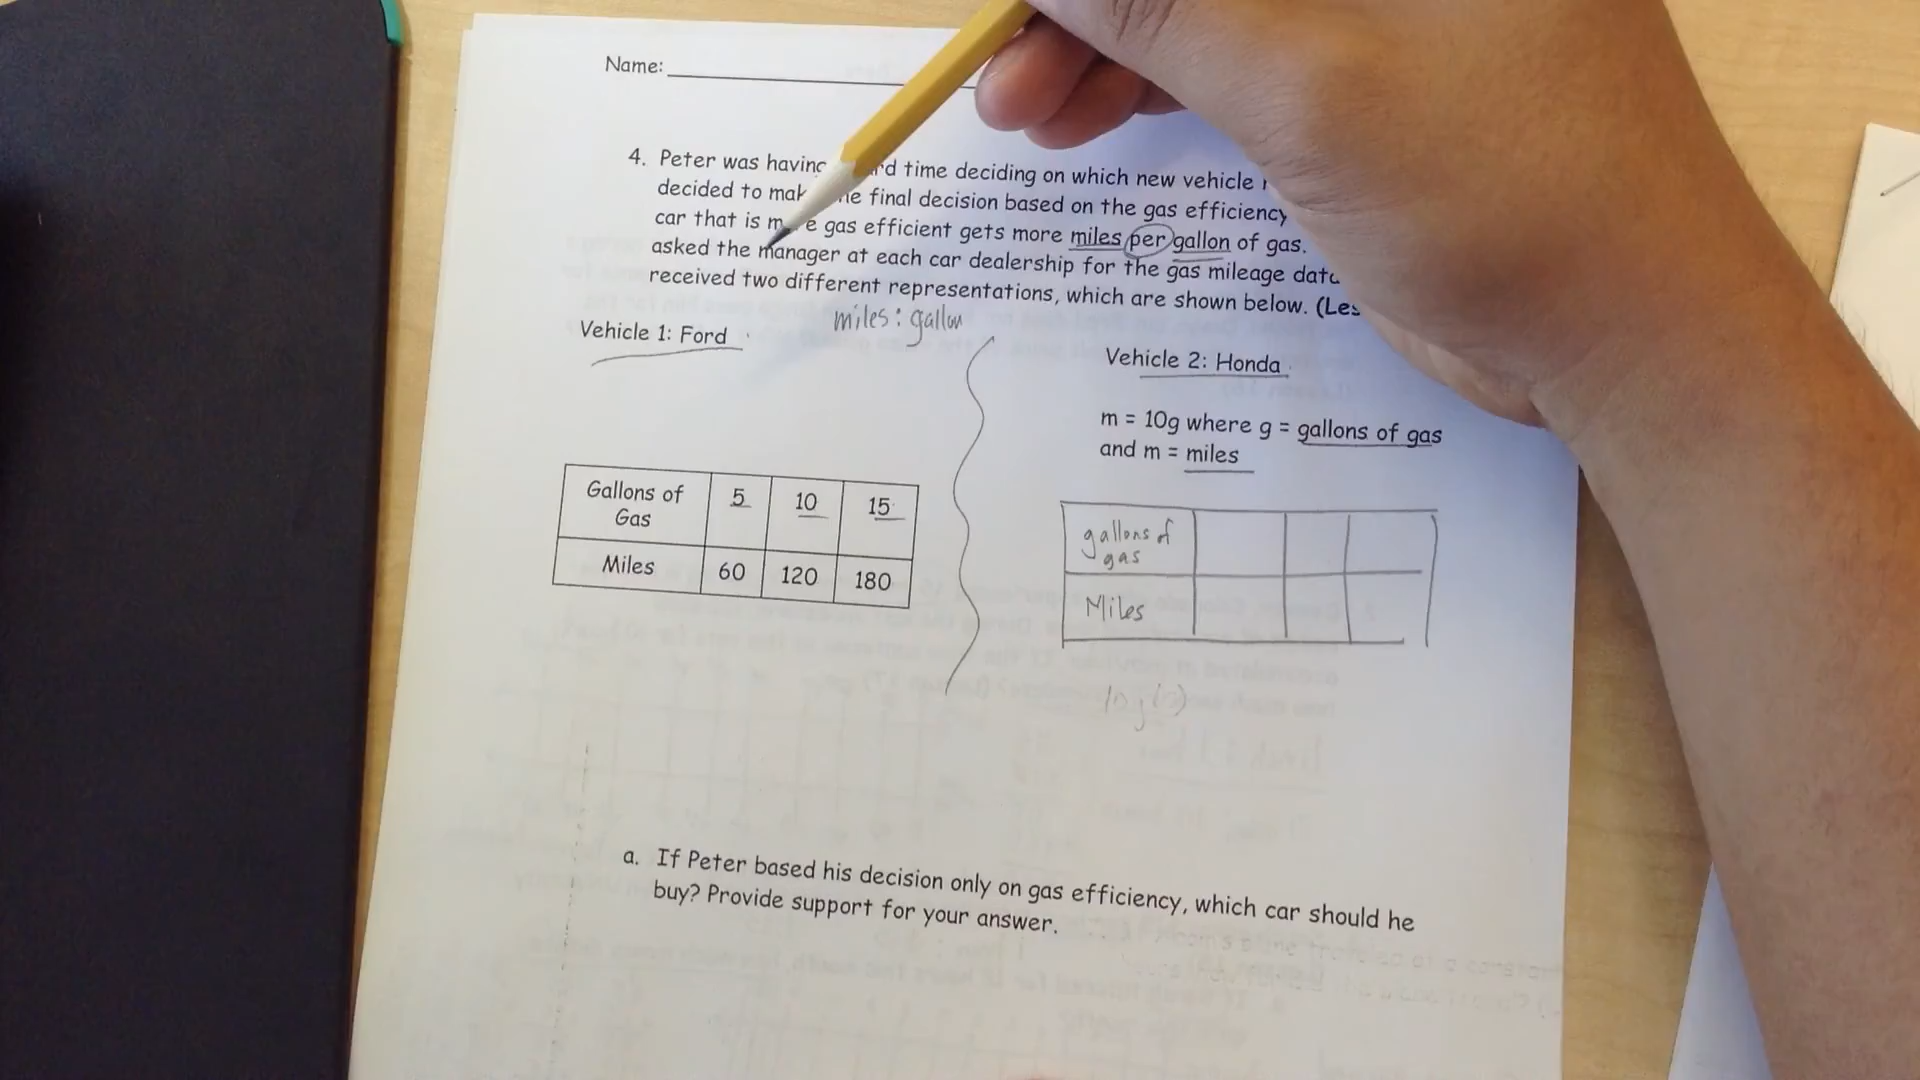 Name:
4. Peter was having rd time deciding on which new vehicle
decided to mak he final decision based on the gas efficiency
car that is m e gas efficient gets more miles per gallon of gas.
asked the manager at each car dealership for the gas mileage data
received two different representations, which are shown below. (Les
miles : gallon
Vehicle 1: Ford
Vehicle 2: Honda
m = 10g where g = gallons of gas
and m = miles
Gallons of Gas 5 10 15
Miles 60 120 180
gallons of
gas
Miles
a. If Peter based his decision only on gas efficiency, which car should he
buy? Provide support for your answer.